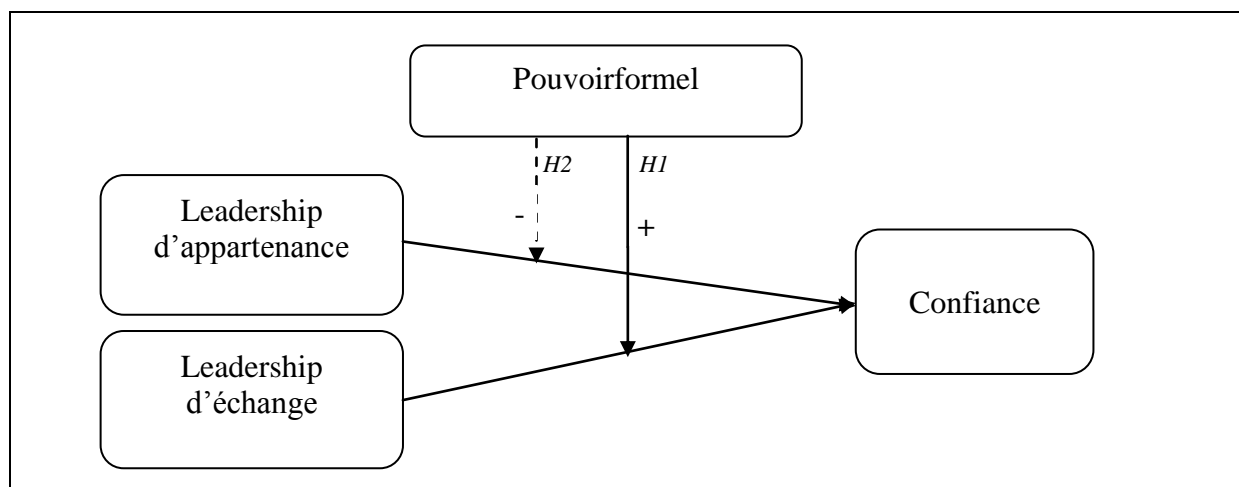 Pouvoirformel
H2
H1
-
+
Leadership
d’appartenance
Confiance
Leadership
d’échange